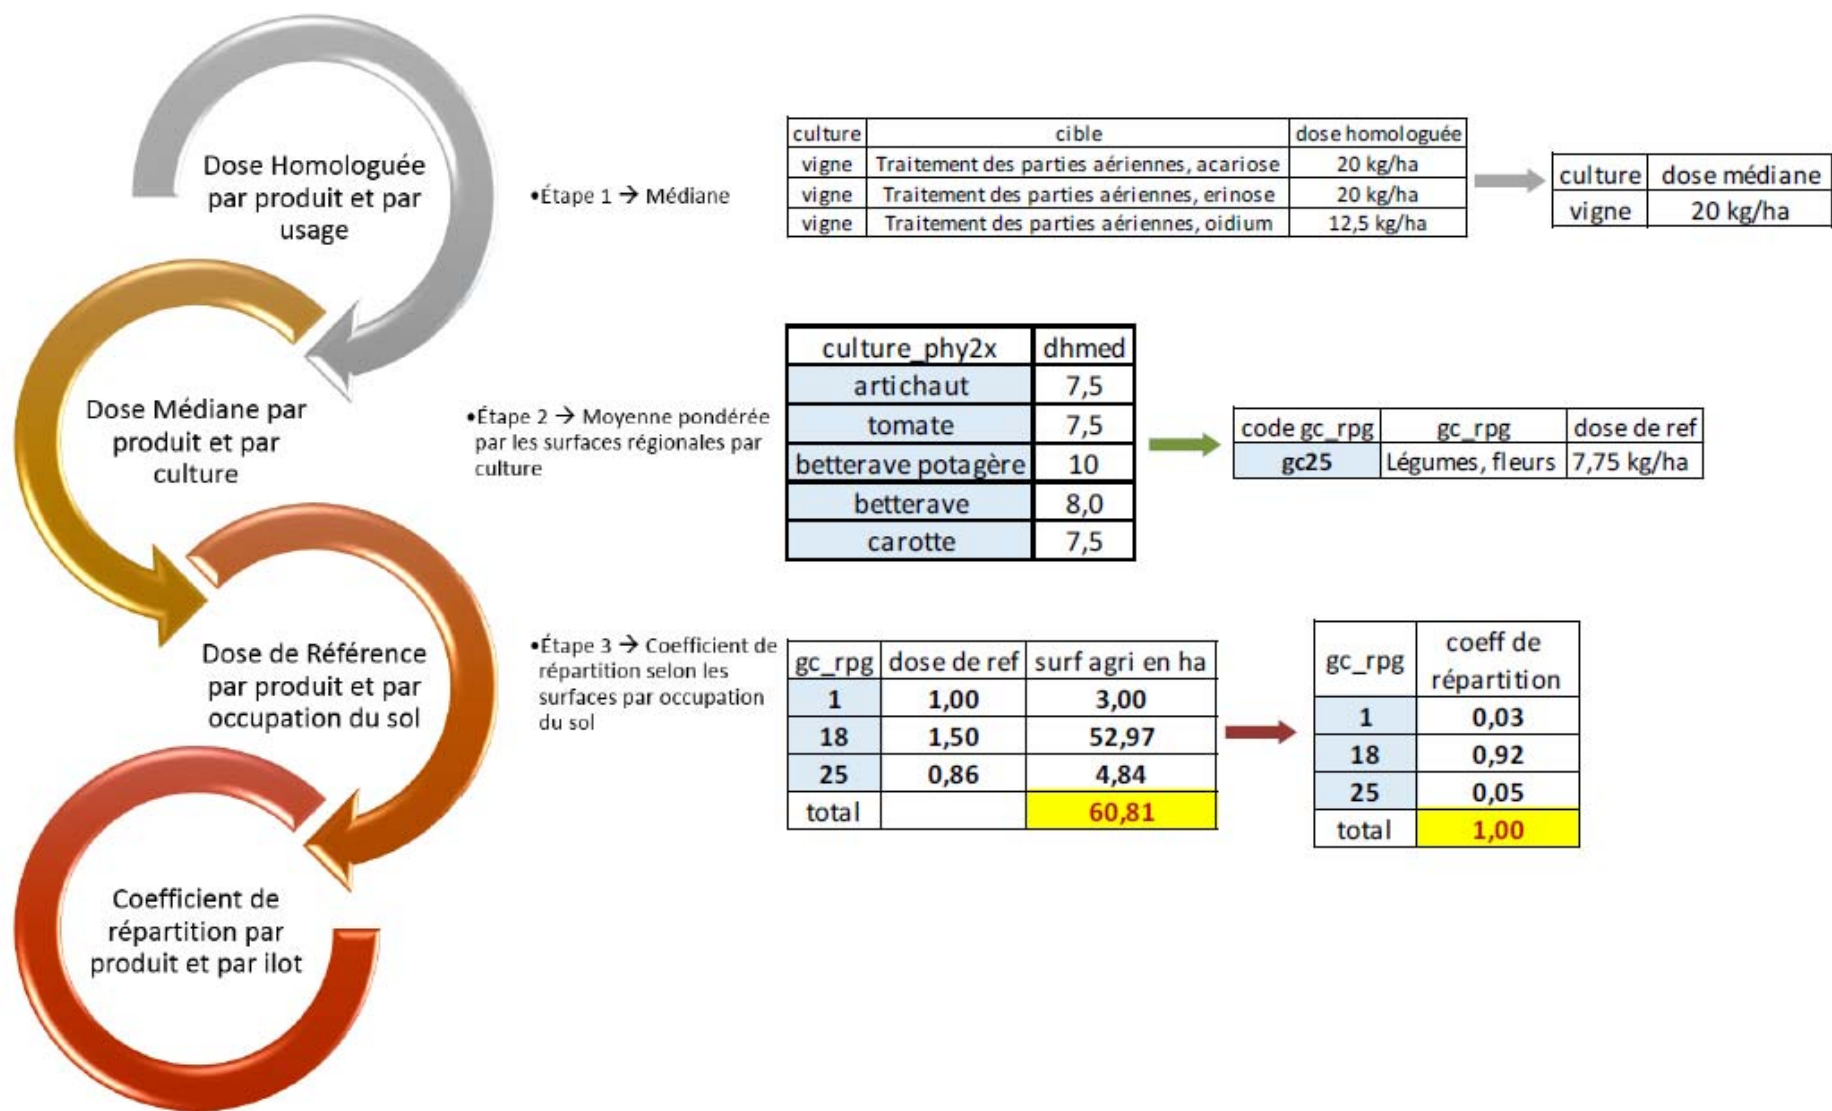 Dose Homologuée
par produit et par
usage
•Étape 1 → Médiane
culture cible dose homologuée
vigne Traitement des parties aériennes, acariose 20 kg/ha
vigne Traitement des parties aériennes, erinose 20 kg/ha
vigne Traitement des parties aériennes, oidium 12,5 kg/ha
culture dose médiane
vigne 20 kg/ha
Dose Médiane par
produit et par
culture
•Étape 2 → Moyenne pondérée
par les surfaces régionales par
culture
culture_phy2x dhmed
artichaut 7,5
tomate 7,5
betterave potagère 10
betterave 8,0
carotte 7,5
code gc_rpg gc_rpg dose de ref
gc25 Légumes, fleurs 7,75 kg/ha
Dose de Référence
par produit et par
occupation du sol
•Étape 3 → Coefficient de
répartition selon les
surfaces par occupation
du sol
gc_rpg dose de ref surf agri en ha
1 1,00 3,00
18 1,50 52,97
25 0,86 4,84
total 60,81
gc_rpg coeff de
répartition
1 0,03
18 0,92
25 0,05
total 1,00
Coefficient de
répartition par
produit et par ilot